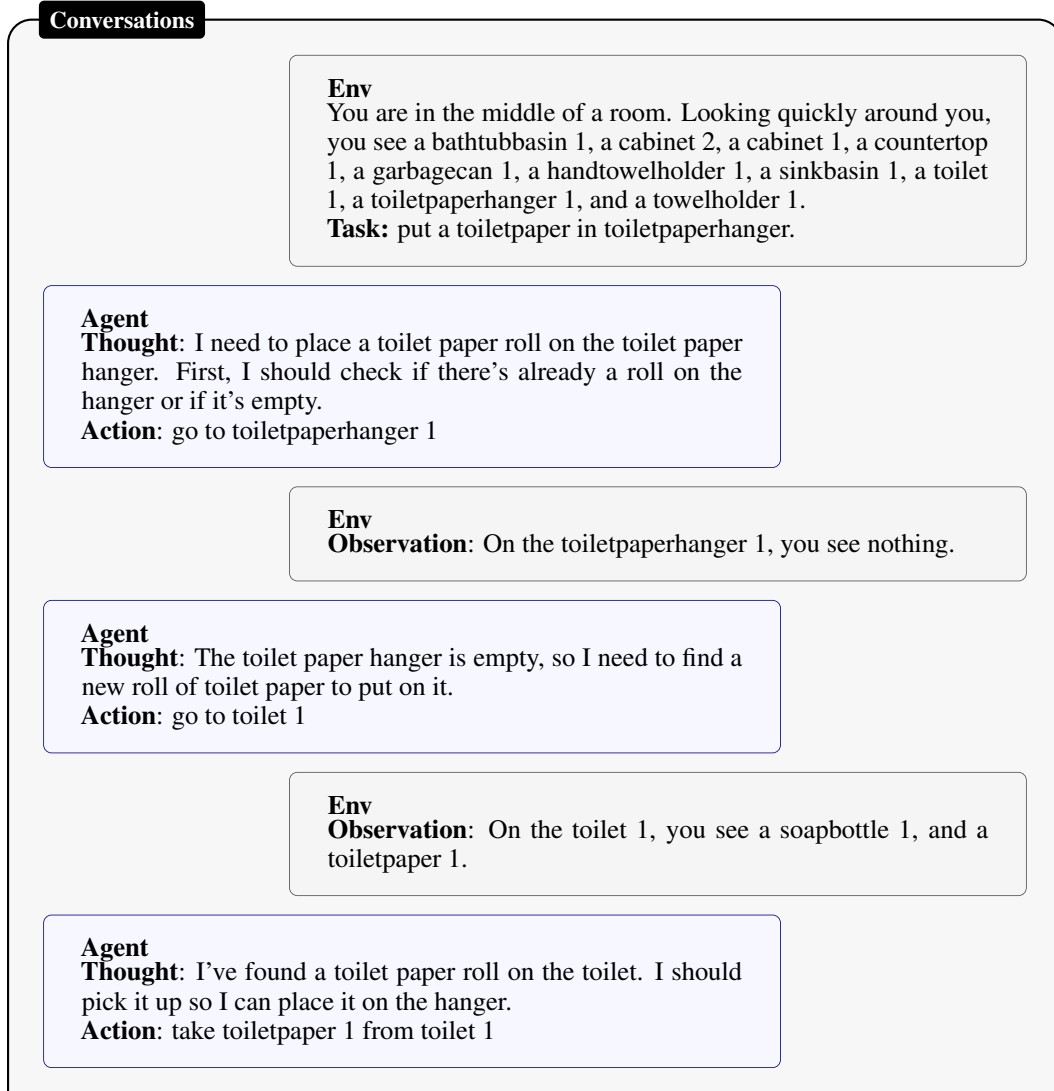 Conversations
Env
You are in the middle of a room. Looking quickly around you,
you see a bathtubbasin 1, a cabinet 2, a cabinet 1, a countertop
1, a garbagecan 1, a handtowelholder 1, a sinkbasin 1, a toilet
1, a toiletpaperhanger 1, and a towelholder 1.
Task: put a toiletpaper in toiletpaperhanger.
Agent
Thought: I need to place a toilet paper roll on the toilet paper
hanger. First, I should check if there's already a roll on the
hanger or if it's empty.
Action: go to toiletpaperhanger 1
Env
Observation: On the toiletpaperhanger 1, you see nothing.
Agent
Thought: The toilet paper hanger is empty, so I need to find a
new roll of toilet paper to put on it.
Action: go to toilet 1
Env
Observation: On the toilet 1, you see a soapbottle 1, and a
toiletpaper 1.
Agent
Thought: I've found a toilet paper roll on the toilet. I should
pick it up so I can place it on the hanger.
Action: take toiletpaper 1 from toilet 1